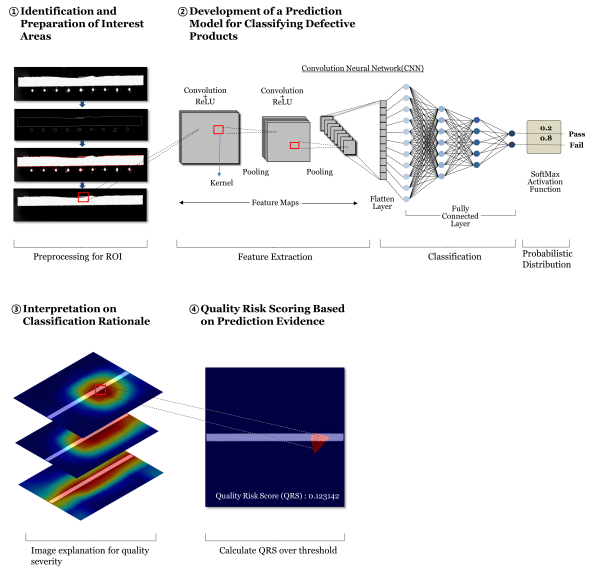 ① Identification and
Preparation of Interest
Areas
② Development of a Prediction
Model for Classifying Defective
Products
Convolution Neural Network(CNN)
Convolution
+
ReLU
Convolution
+
ReLU
Kernel
Pooling
Pooling
Feature Maps
Flatten
Layer
Fully
Connected
Layer
0.2
0.8
Pass
Fail
SoftMax
Activation
Function
Preprocessing for ROI
Feature Extraction
Classification
Probabilistic
Distribution
③ Interpretation on
Classification Rationale
④ Quality Risk Scoring Based
on Prediction Evidence
Quality Risk Score (QRS) : 0.123142
Image explanation for quality
severity
Calculate QRS over threshold